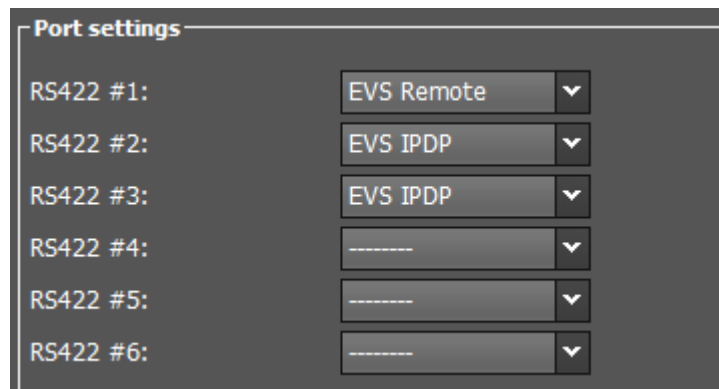 Port settings
RS422 #1: EVS Remote
RS422 #2: EVS IPDP
RS422 #3: EVS IPDP
RS422 #4: --------
RS422 #5: --------
RS422 #6: --------